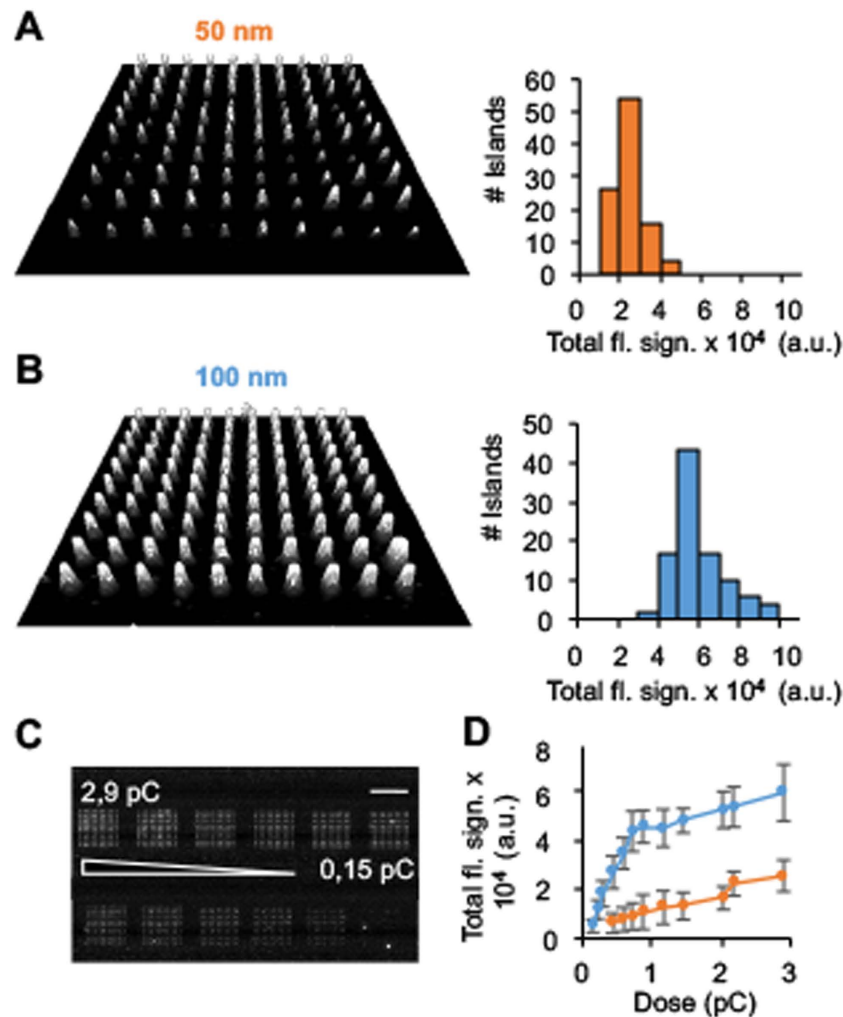 A
50 nm
# Islands
60
50
40
30
20
10
0
0 2 4 6 8 10
Total fl. sign. x 10⁴ (a.u.)
B
100 nm
# Islands
50
40
30
20
10
0
0 2 4 6 8 10
Total fl. sign. x 10⁴ (a.u.)
C
2,9 pC
0,15 pC
D
Total fl. sign. x
10⁴ (a.u.)
8
6
4
2
0
0 1 2 3
Dose (pC)